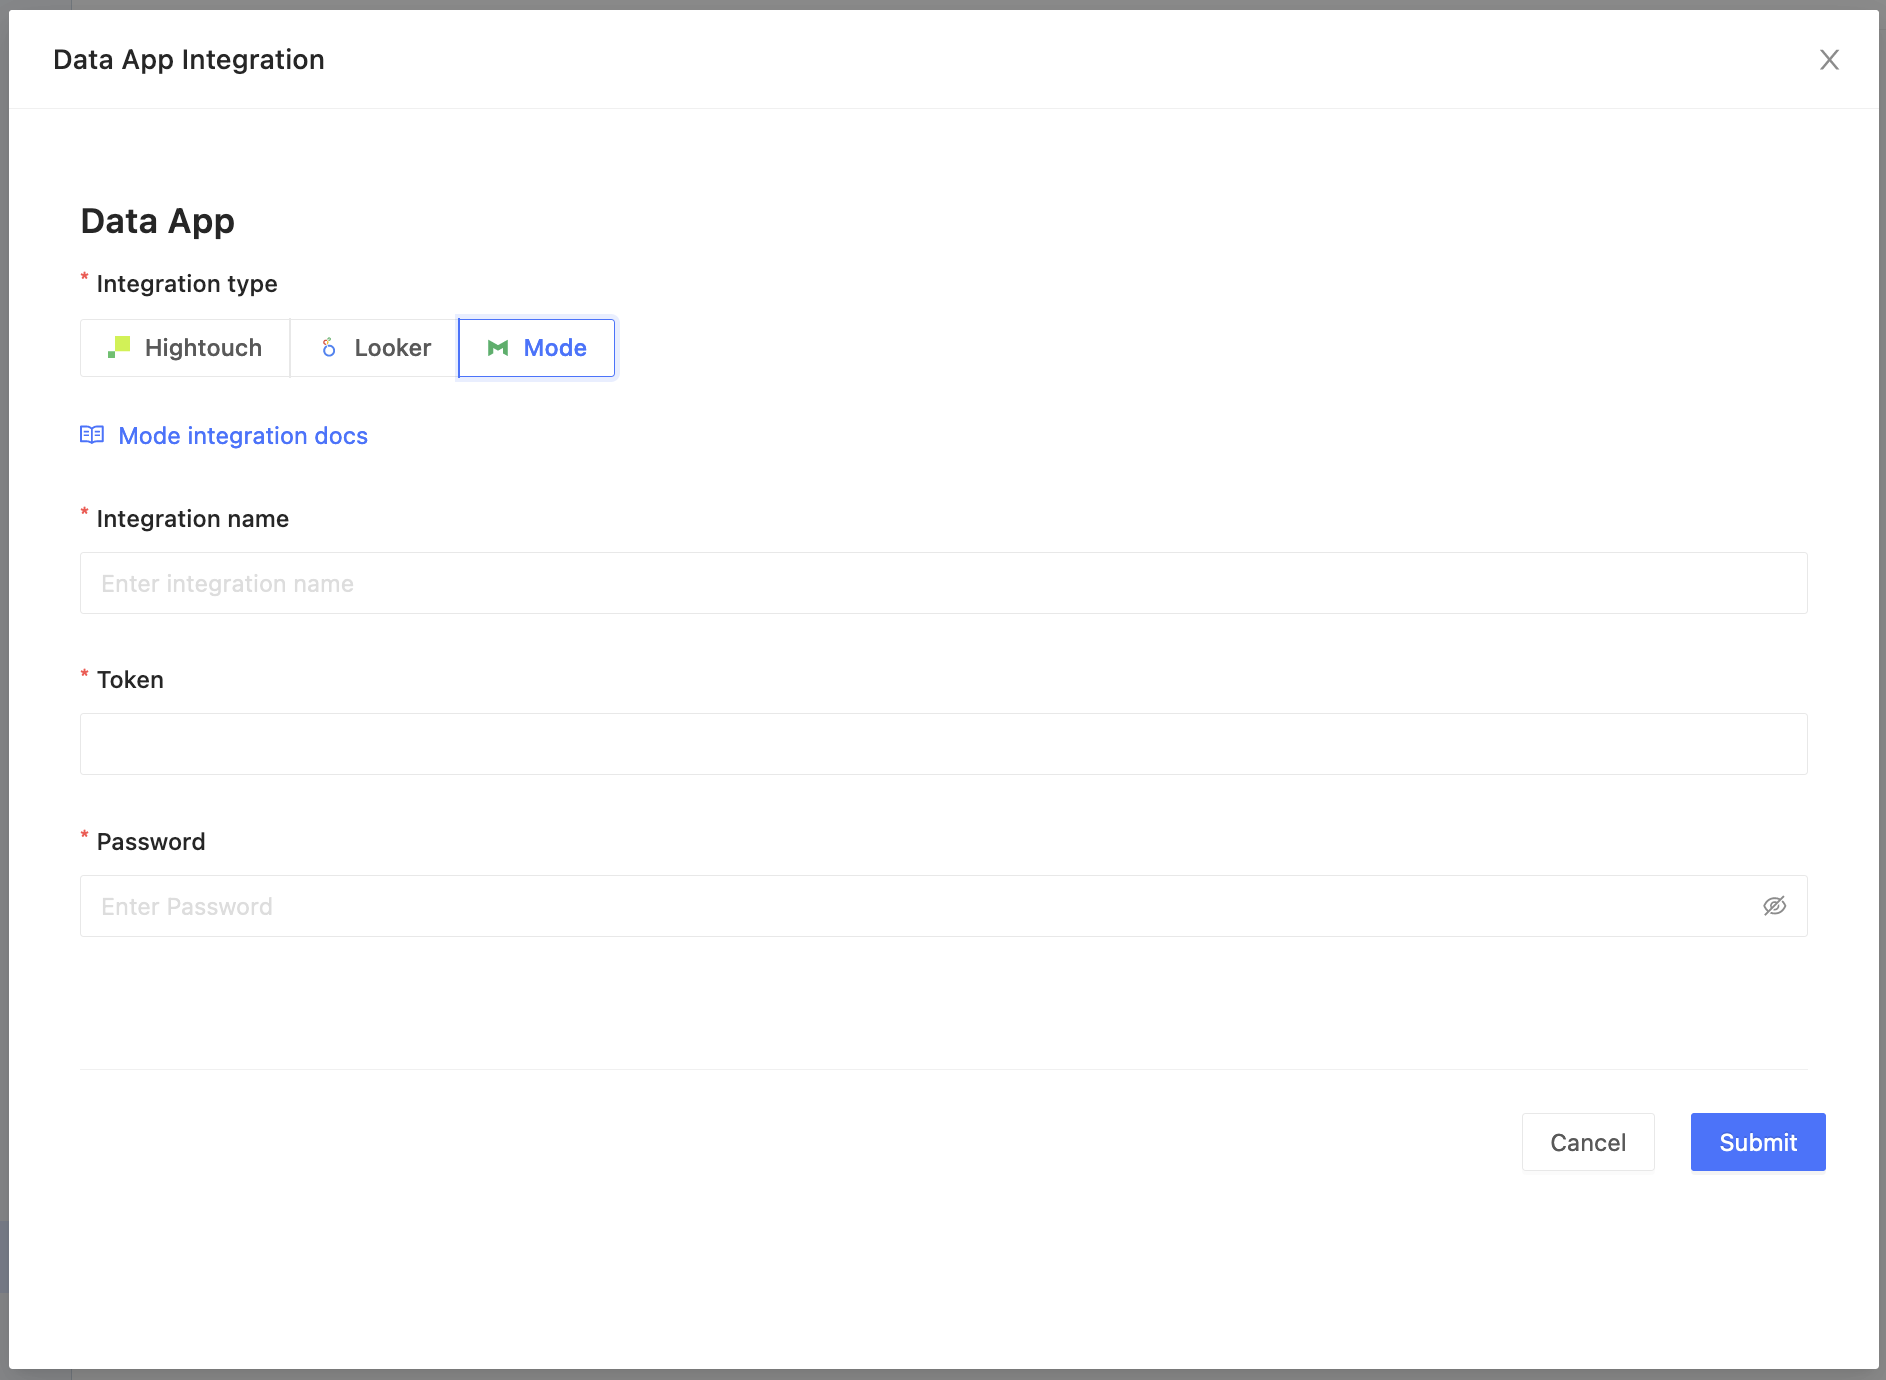 Data App Integration
Data App
* Integration type
Hightouch Looker Mode
Mode integration docs
* Integration name
Enter integration name
* Token
* Password
Enter Password
Cancel Submit